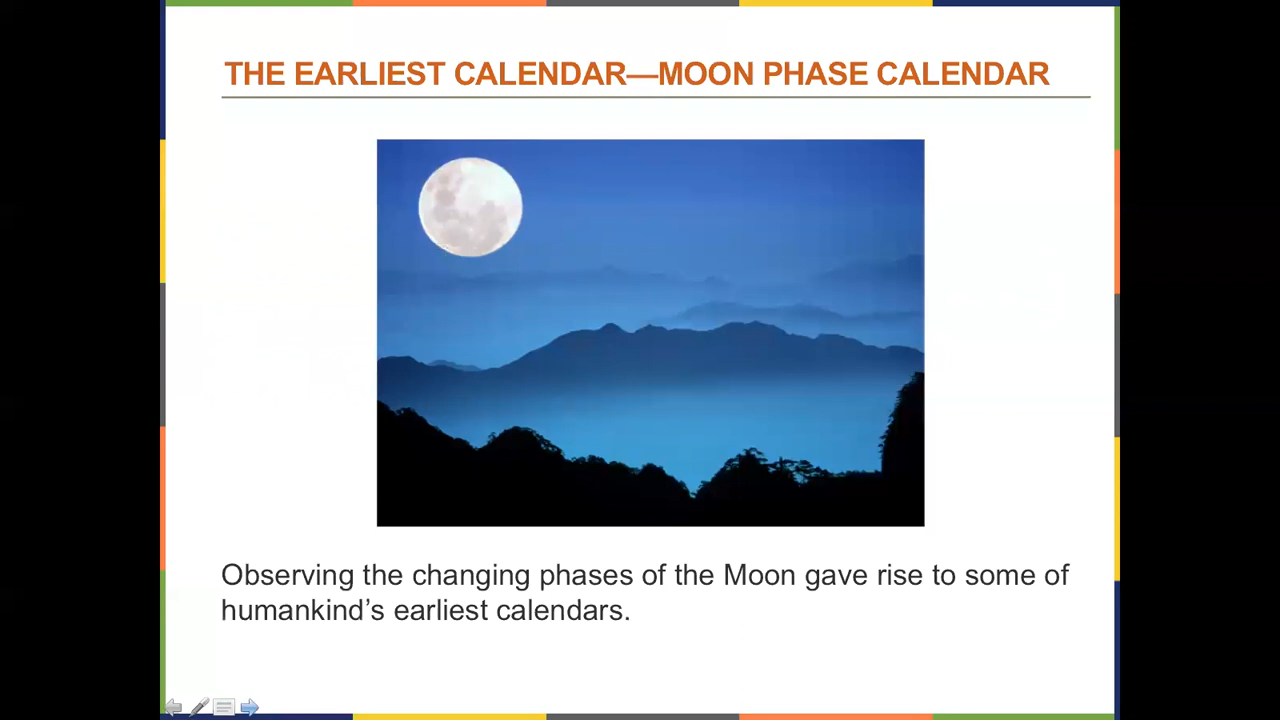 THE EARLIEST CALENDAR—MOON PHASE CALENDAR
Observing the changing phases of the Moon gave rise to some of
humankind’s earliest calendars.